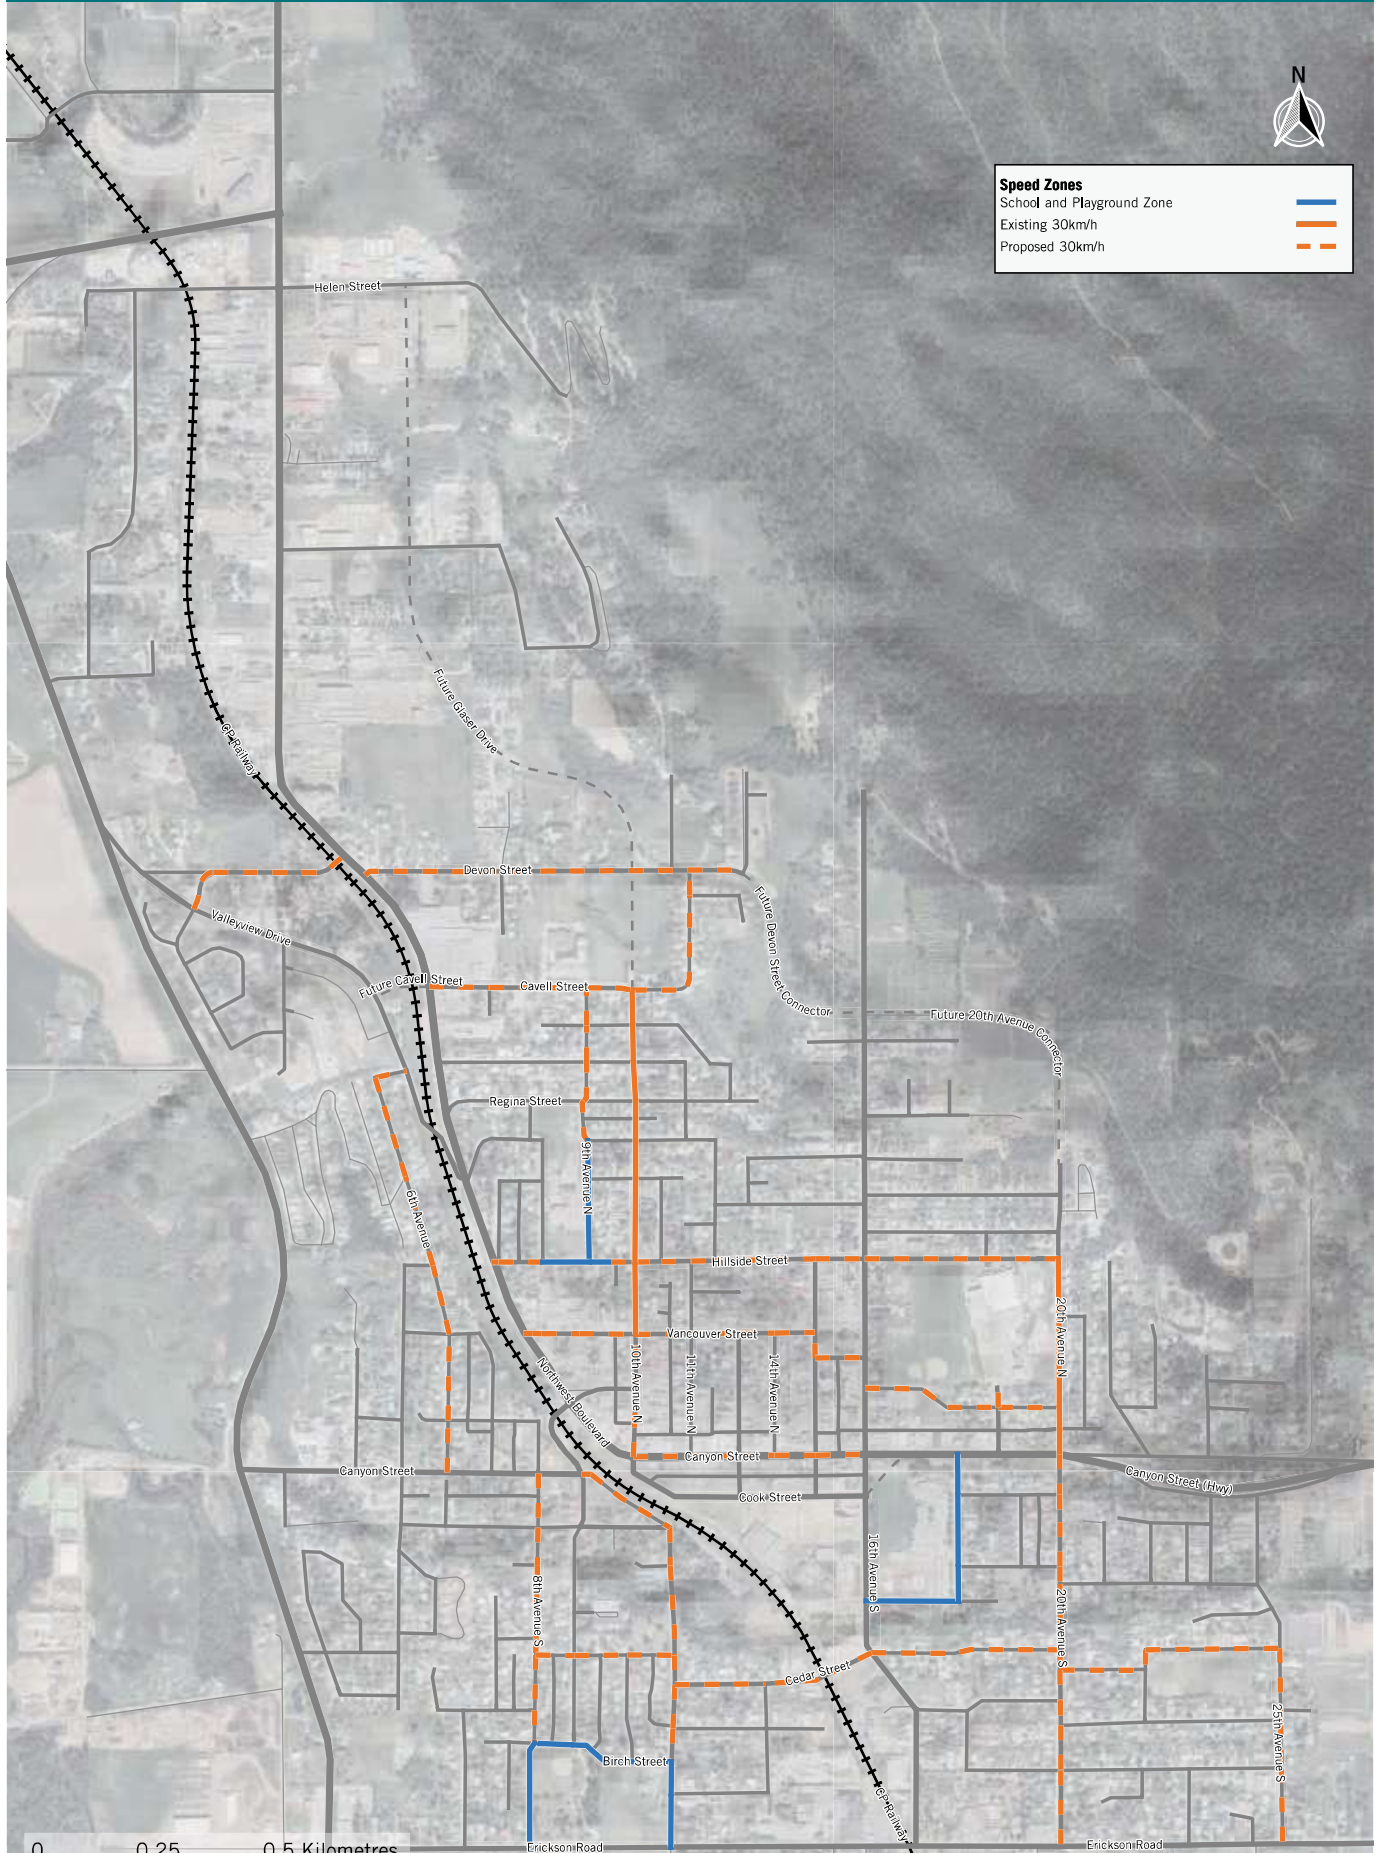 N
Speed Zones
School and Playground Zone
Existing 30km/h
Proposed 30km/h
Helen Street
Future Glaser Drive
CP Railway
Devon Street
Valleyview Drive
Future Devon Street Connector
Future Cavell Street
Cavell Street
Future 20th Avenue Connector
Regina Street
9th Avenue N
6th Avenue
Hillside Street
20th Avenue N
Vancouver Street
10th Avenue N
11th Avenue N
14th Avenue N
Northwest Boulevard
Canyon Street
Canyon Street
Canyon Street (Hwy)
Cook Street
16th Avenue S
8th Avenue S
20th Avenue S
Cedar Street
25th Avenue S
Birch Street
CP Railway
Erickson Road
Erickson Road
0 0.25 0.5 Kilometres